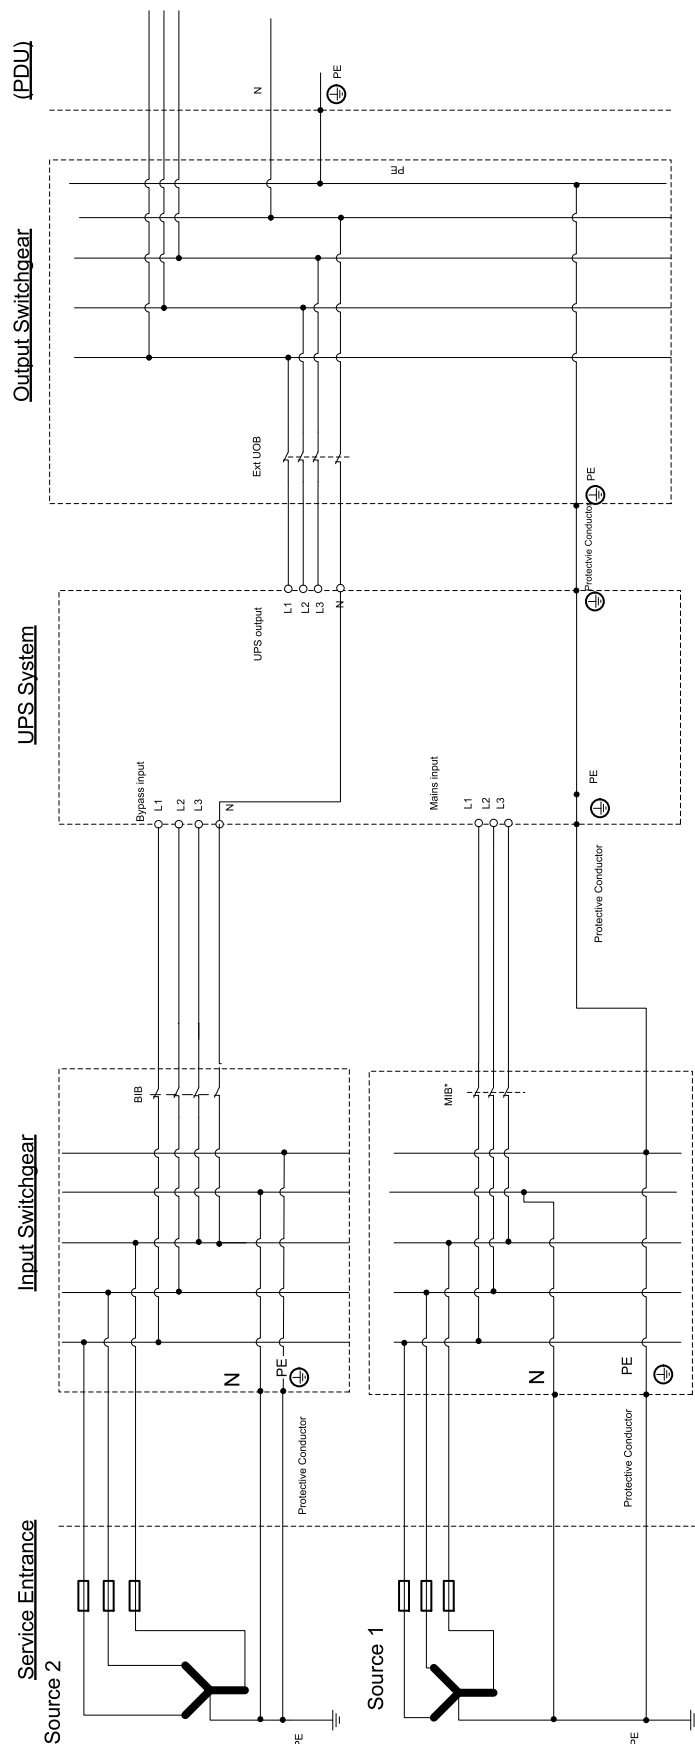 Service Entrance
Input Switchgear
UPS System
Output Switchgear
(PDU)
Source 2
PE
Protective Conductor
N
PE
BIB
Bypass input
L1
L2
L3
N
UPS output
L1
L2
L3
N
Ext UOB
PE
N
PE
Source 1
PE
Protective Conductor
N
PE
MIB*
Mains input
L1
L2
L3
Protective Conductor
PE
Protectvie Conductor
PE